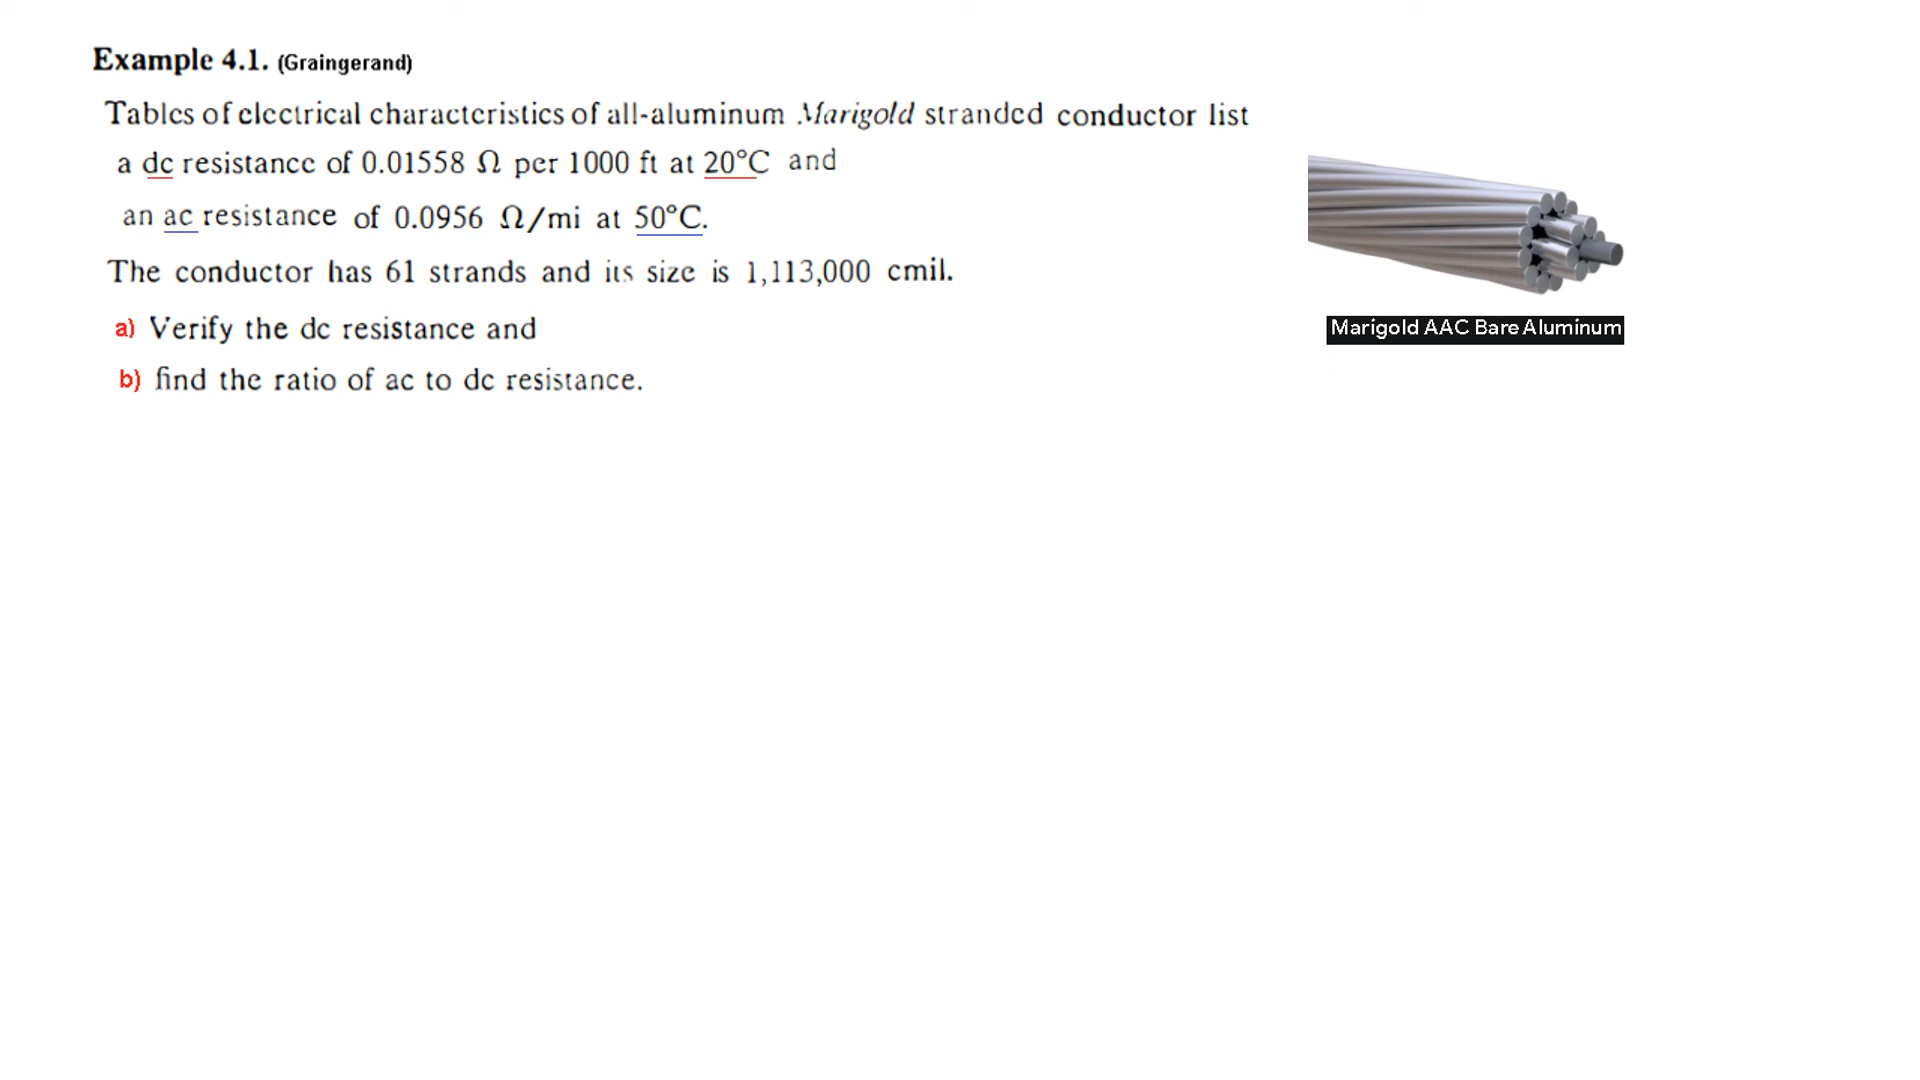 Example 4.1. (Graingerand)
Tables of electrical characteristics of all-aluminum Marigold stranded conductor list
a dc resistance of 0.01558 Ω per 1000 ft at 20°C and
an ac resistance of 0.0956 Ω/mi at 50°C.
The conductor has 61 strands and its size is 1,113,000 cmil.
a) Verify the dc resistance and
b) find the ratio of ac to dc resistance.
Marigold AAC Bare Aluminum